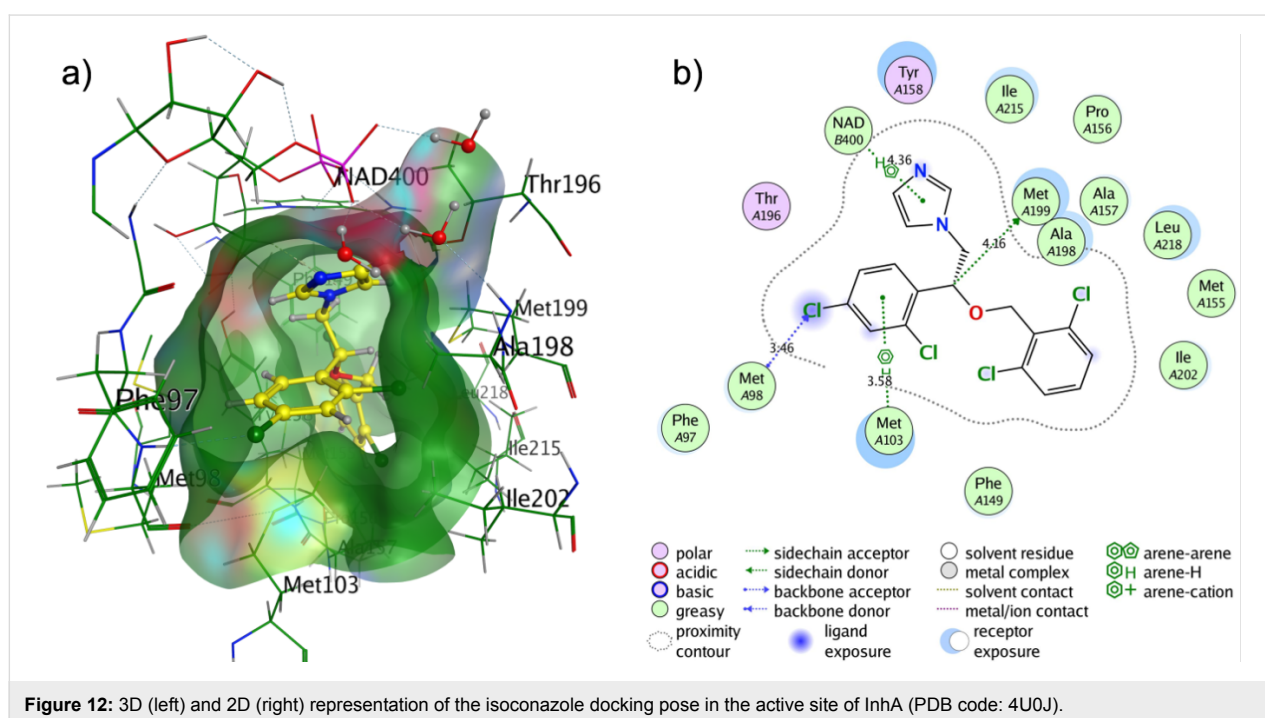 a)
NAD400
Thr196
Met199
Ala198
Leu218
Phe97
Ile215
Met98
Ile202
Met103
b)
Tyr
A158
Ile
A215
Pro
A156
NAD
B400
H
4.36
N
Thr
A196
Met
A199
Ala
A157
Ala
A198
Leu
A218
N
4.16
Met
A155
Cl
Cl
O
Cl
3.46
Cl
Ile
A202
H
3.58
Met
A98
Phe
A97
Met
A103
Phe
A149
polar
acidic
basic
greasy
proximity
contour
sidechain acceptor
sidechain donor
backbone acceptor
backbone donor
ligand
exposure
solvent residue
metal complex
solvent contact
metal/ion contact
receptor
exposure
arene-arene
H arene-H
+ arene-cation
Figure 12: 3D (left) and 2D (right) representation of the isoconazole docking pose in the active site of InhA (PDB code: 4U0J).